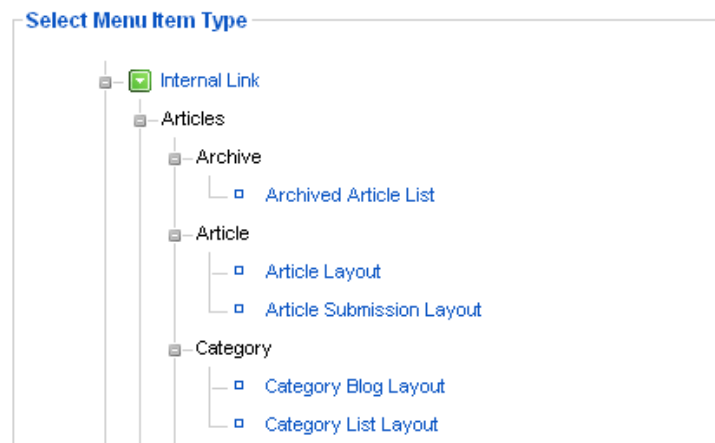 Select Menu Item Type
Internal Link
Articles
Archive
Archived Article List
Article
Article Layout
Article Submission Layout
Category
Category Blog Layout
Category List Layout